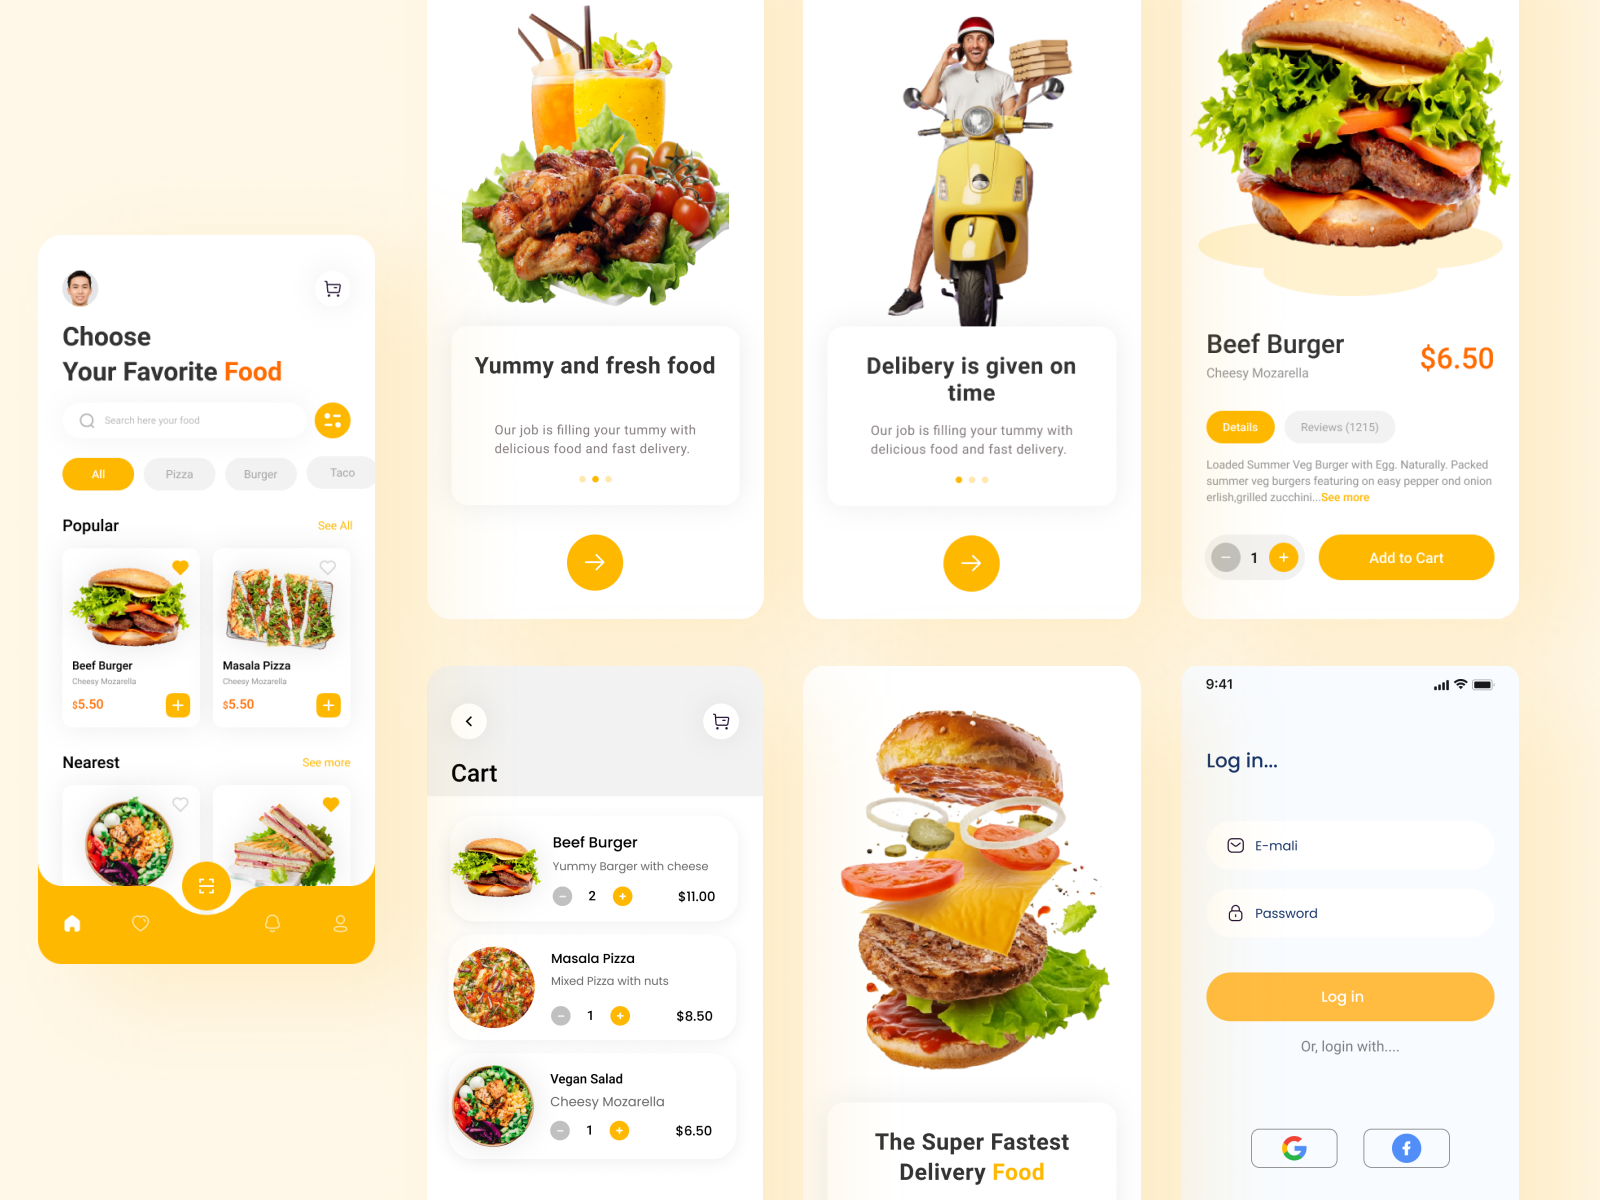 Choose
Your Favorite Food
Search here your food
All
Pizza
Burger
Taco
Popular
See All
Beef Burger
Cheesy Mozarella
$5.50
Masala Pizza
Cheesy Mozarella
$5.50
Nearest
See more
Yummy and fresh food
Our job is filling your tummy with
delicious food and fast delivery.
Delibery is given on
time
Our job is filling your tummy with
delicious food and fast delivery.
Beef Burger
Cheesy Mozarella
$6.50
Details
Reviews (1215)
Loaded Summer Veg Burger with Egg. Naturally. Packed
summer veg burgers featuring on easy pepper ond onion
erlish,grilled zucchini...See more
1
Add to Cart
Cart
Beef Burger
Yummy Barger with cheese
2
$11.00
Masala Pizza
Mixed Pizza with nuts
1
$8.50
Vegan Salad
Cheesy Mozarella
1
$6.50
The Super Fastest
Delivery Food
9:41
Log in...
E-mali
Password
Log in
Or, login with....